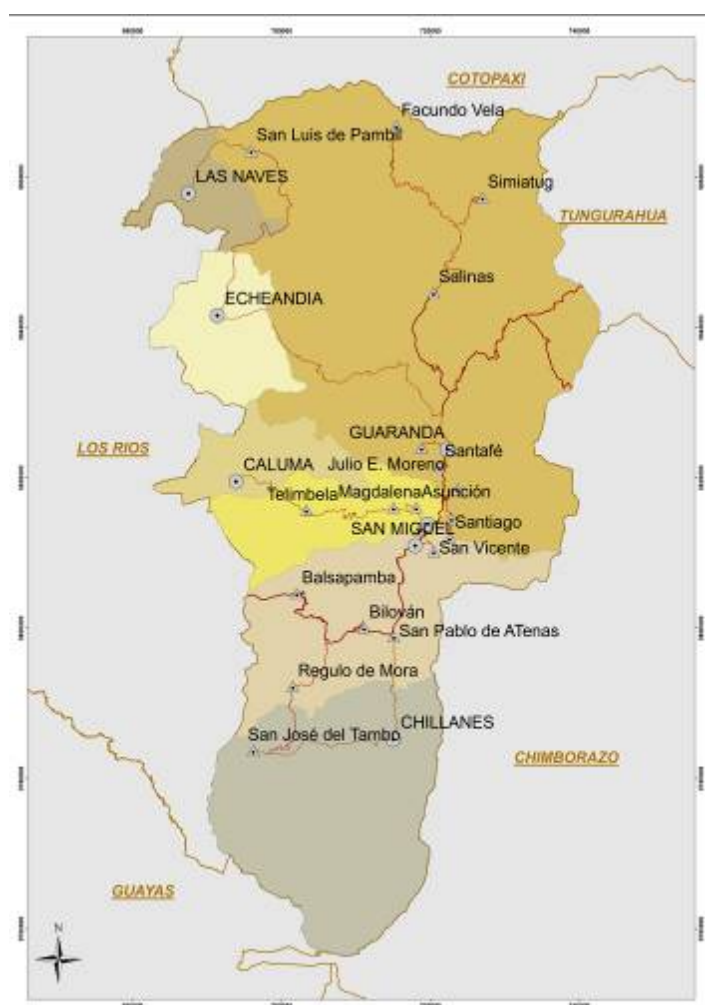 COTOPAXI
Facundo Vela
San Luis de Pambil
LAS NAVES
Simiatug
TUNGURAHUA
Salinas
ECHEANDIA
GUARANDA
LOS RIOS
Santafé
CALUMA
Julio E. Moreno
Telimbela
Magdalena
Asunción
SAN MIGUEL
Santiago
San Vicente
Balsapamba
Bilován
San Pablo de ATenas
Regulo de Mora
San José del Tambo
CHILLANES
CHIMBORAZO
GUAYAS
N